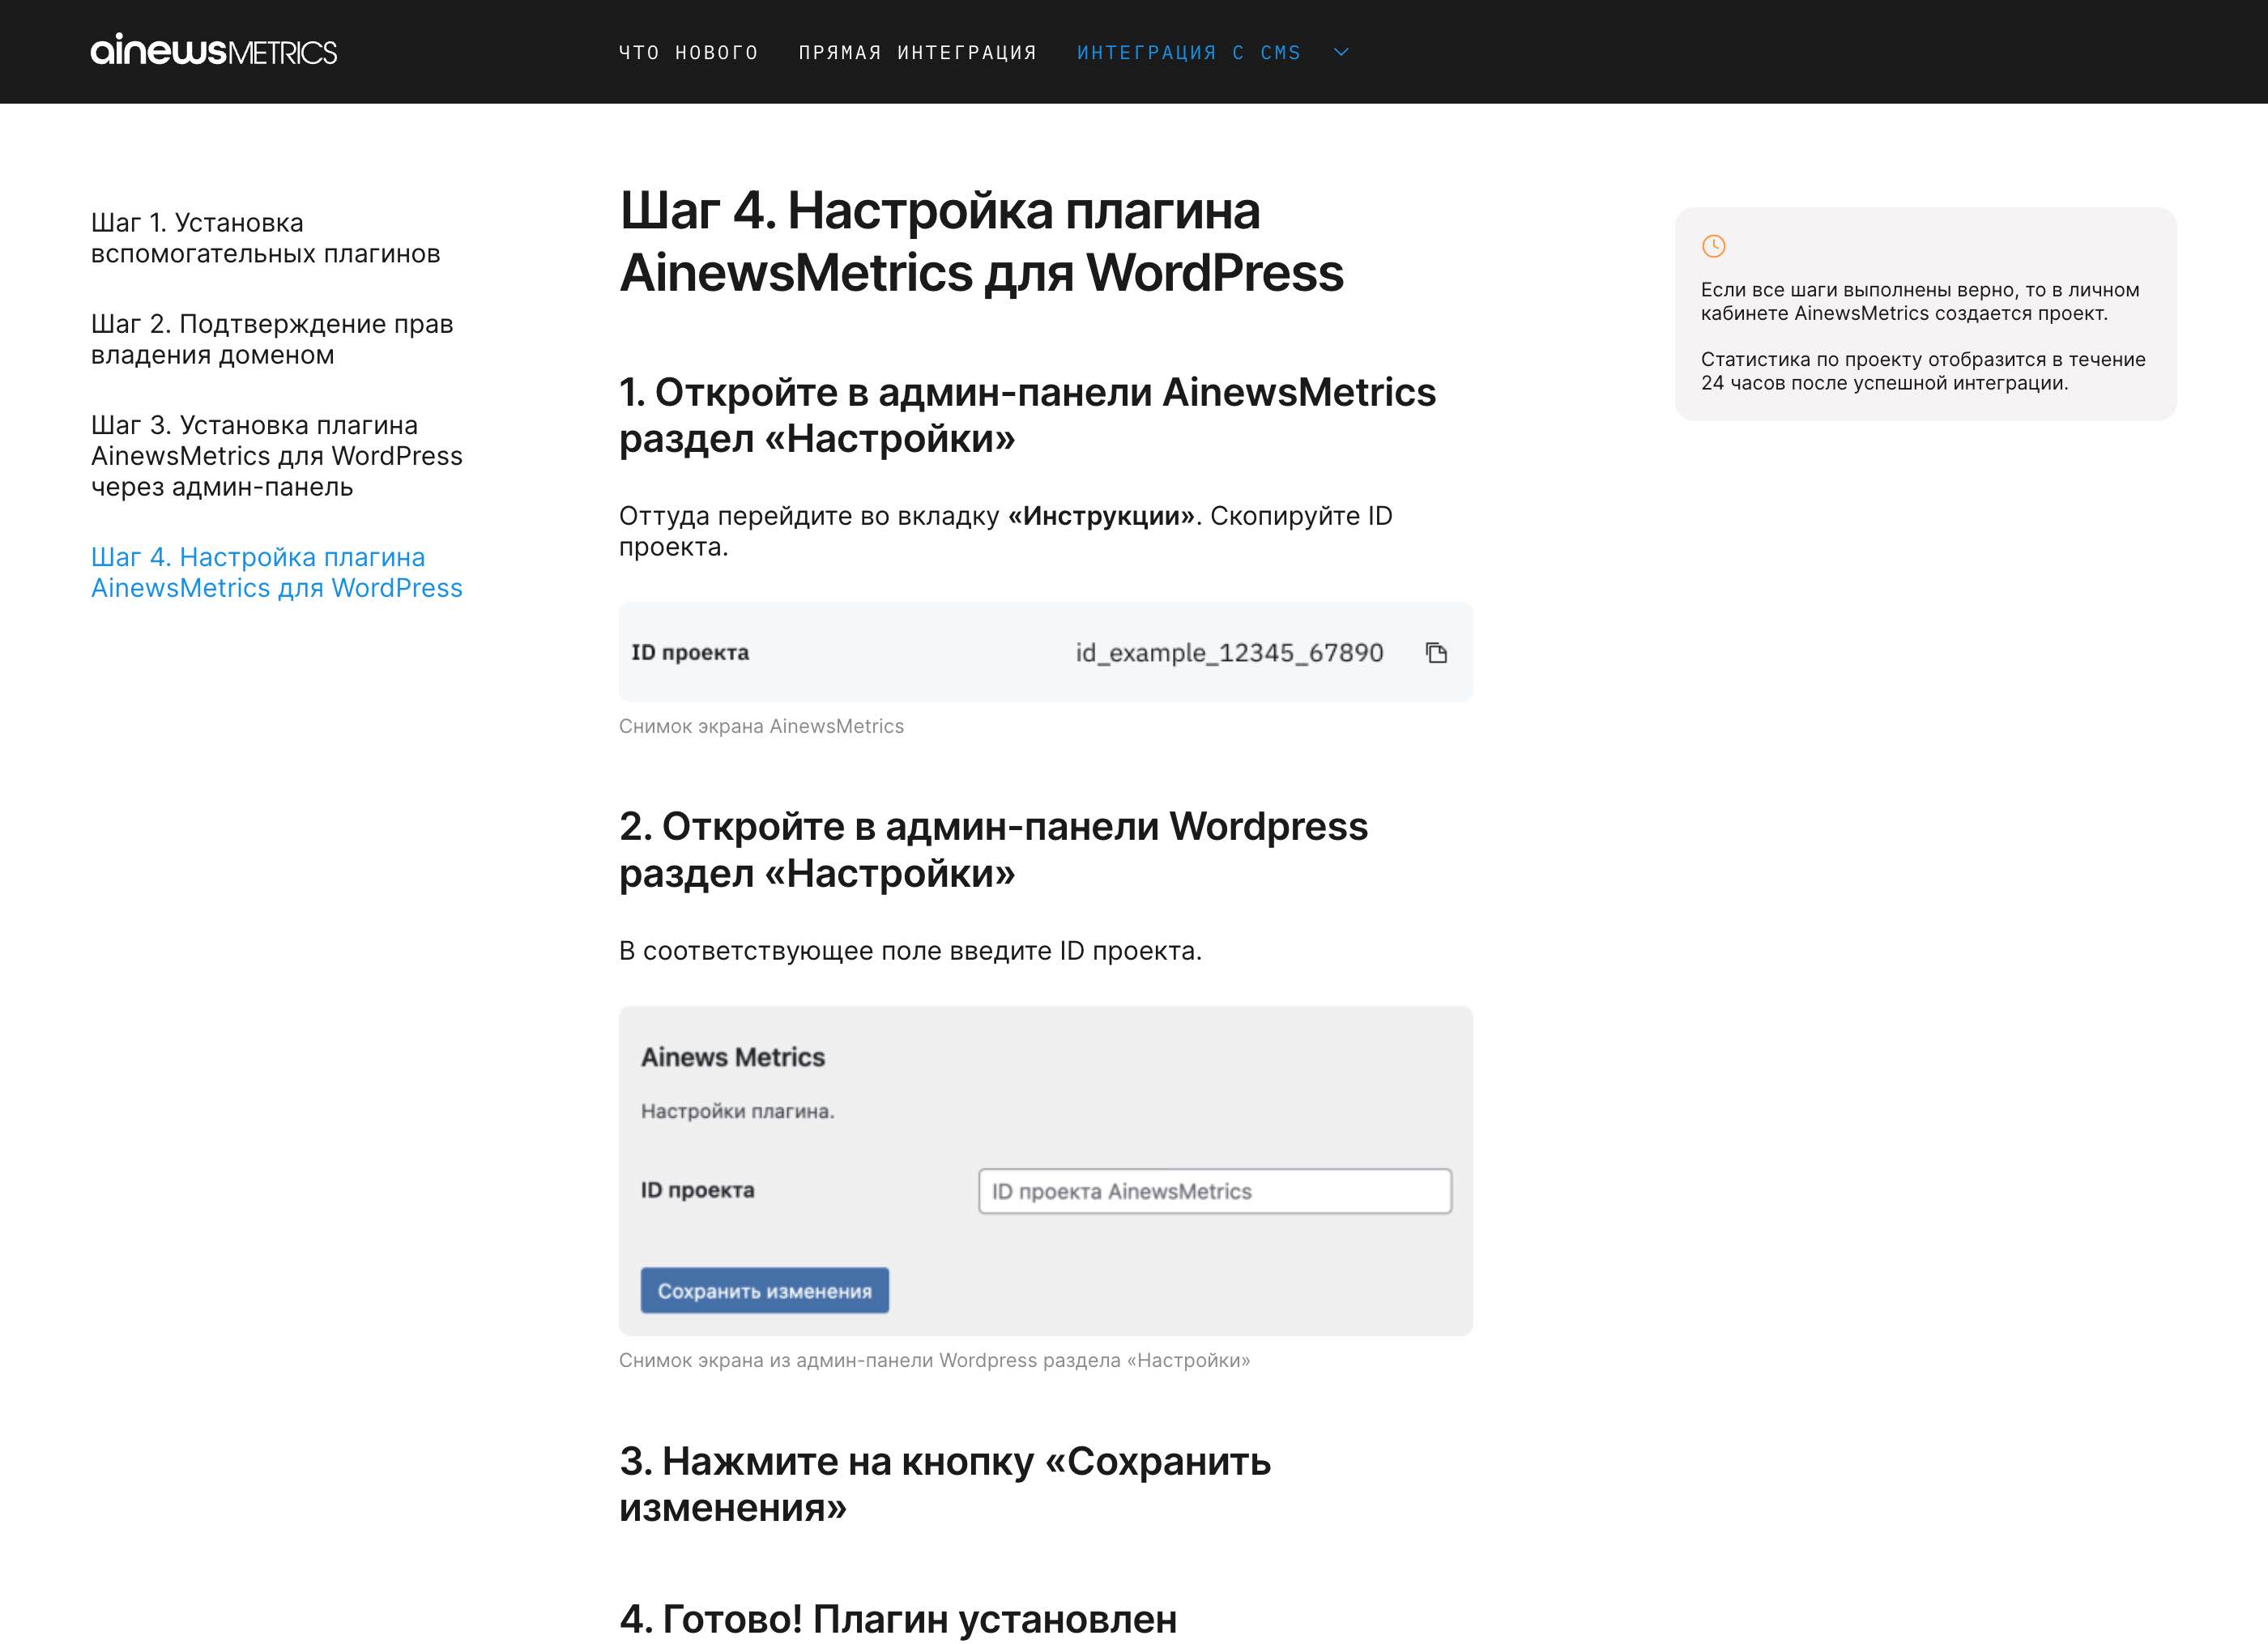 ainewsMETRICS
ЧТО НОВОГО
ПРЯМАЯ ИНТЕГРАЦИЯ
ИНТЕГРАЦИЯ С CMS
Шаг 1. Установка
вспомогательных плагинов
Шаг 2. Подтверждение прав
владения доменом
Шаг 3. Установка плагина
AinewsMetrics для WordPress
через админ-панель
Шаг 4. Настройка плагина
AinewsMetrics для WordPress
Шаг 4. Настройка плагина
AinewsMetrics для WordPress
1. Откройте в админ-панели AinewsMetrics
раздел «Настройки»
Оттуда перейдите во вкладку «Инструкции». Скопируйте ID
проекта.
ID проекта
id_example_12345_67890
Снимок экрана AinewsMetrics
2. Откройте в админ-панели Wordpress
раздел «Настройки»
В соответствующее поле введите ID проекта.
Ainews Metrics
Настройки плагина.
ID проекта
ID проекта AinewsMetrics
Сохранить изменения
Снимок экрана из админ-панели Wordpress раздела «Настройки»
3. Нажмите на кнопку «Сохранить
изменения»
4. Готово! Плагин установлен
Если все шаги выполнены верно, то в личном
кабинете AinewsMetrics создается проект.
Статистика по проекту отобразится в течение
24 часов после успешной интеграции.